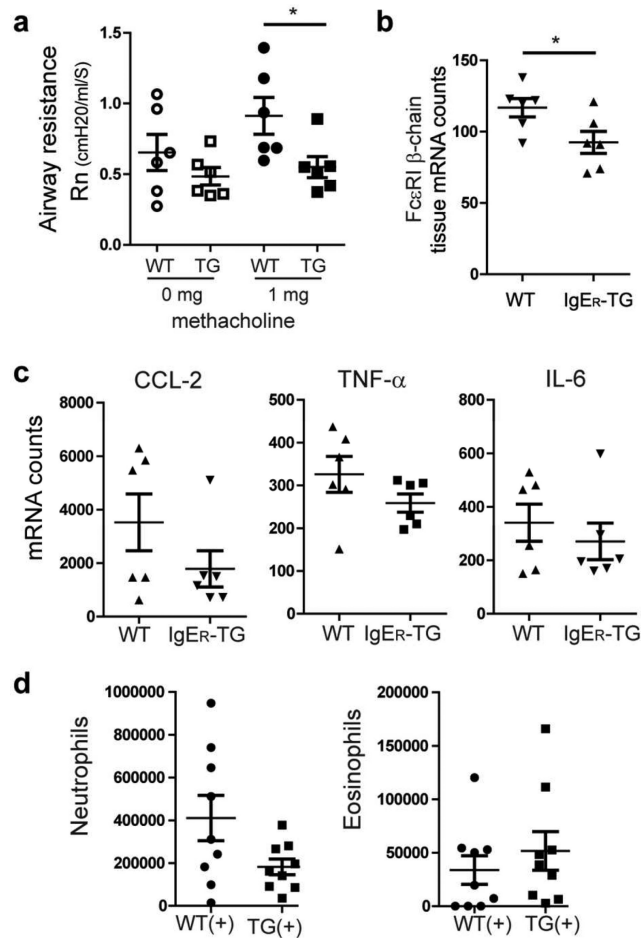 a
Airway resistance
Rn (cmH20/ml/S)
1.5
1.0
0.5
0.0
*
WT TG WT TG
0 mg 1 mg
methacholine
b
FcεRI β-chain
tissue mRNA counts
150
100
50
0
*
WT IgER-TG
c
mRNA counts
CCL-2
8000
6000
4000
2000
0
WT IgER-TG
TNF-α
400
300
200
100
0
WT IgER-TG
IL-6
800
600
400
200
0
WT IgER-TG
d
Neutrophils
1000000
800000
600000
400000
200000
0
WT(+) TG(+)
Eosinophils
200000
150000
100000
50000
0
WT(+) TG(+)